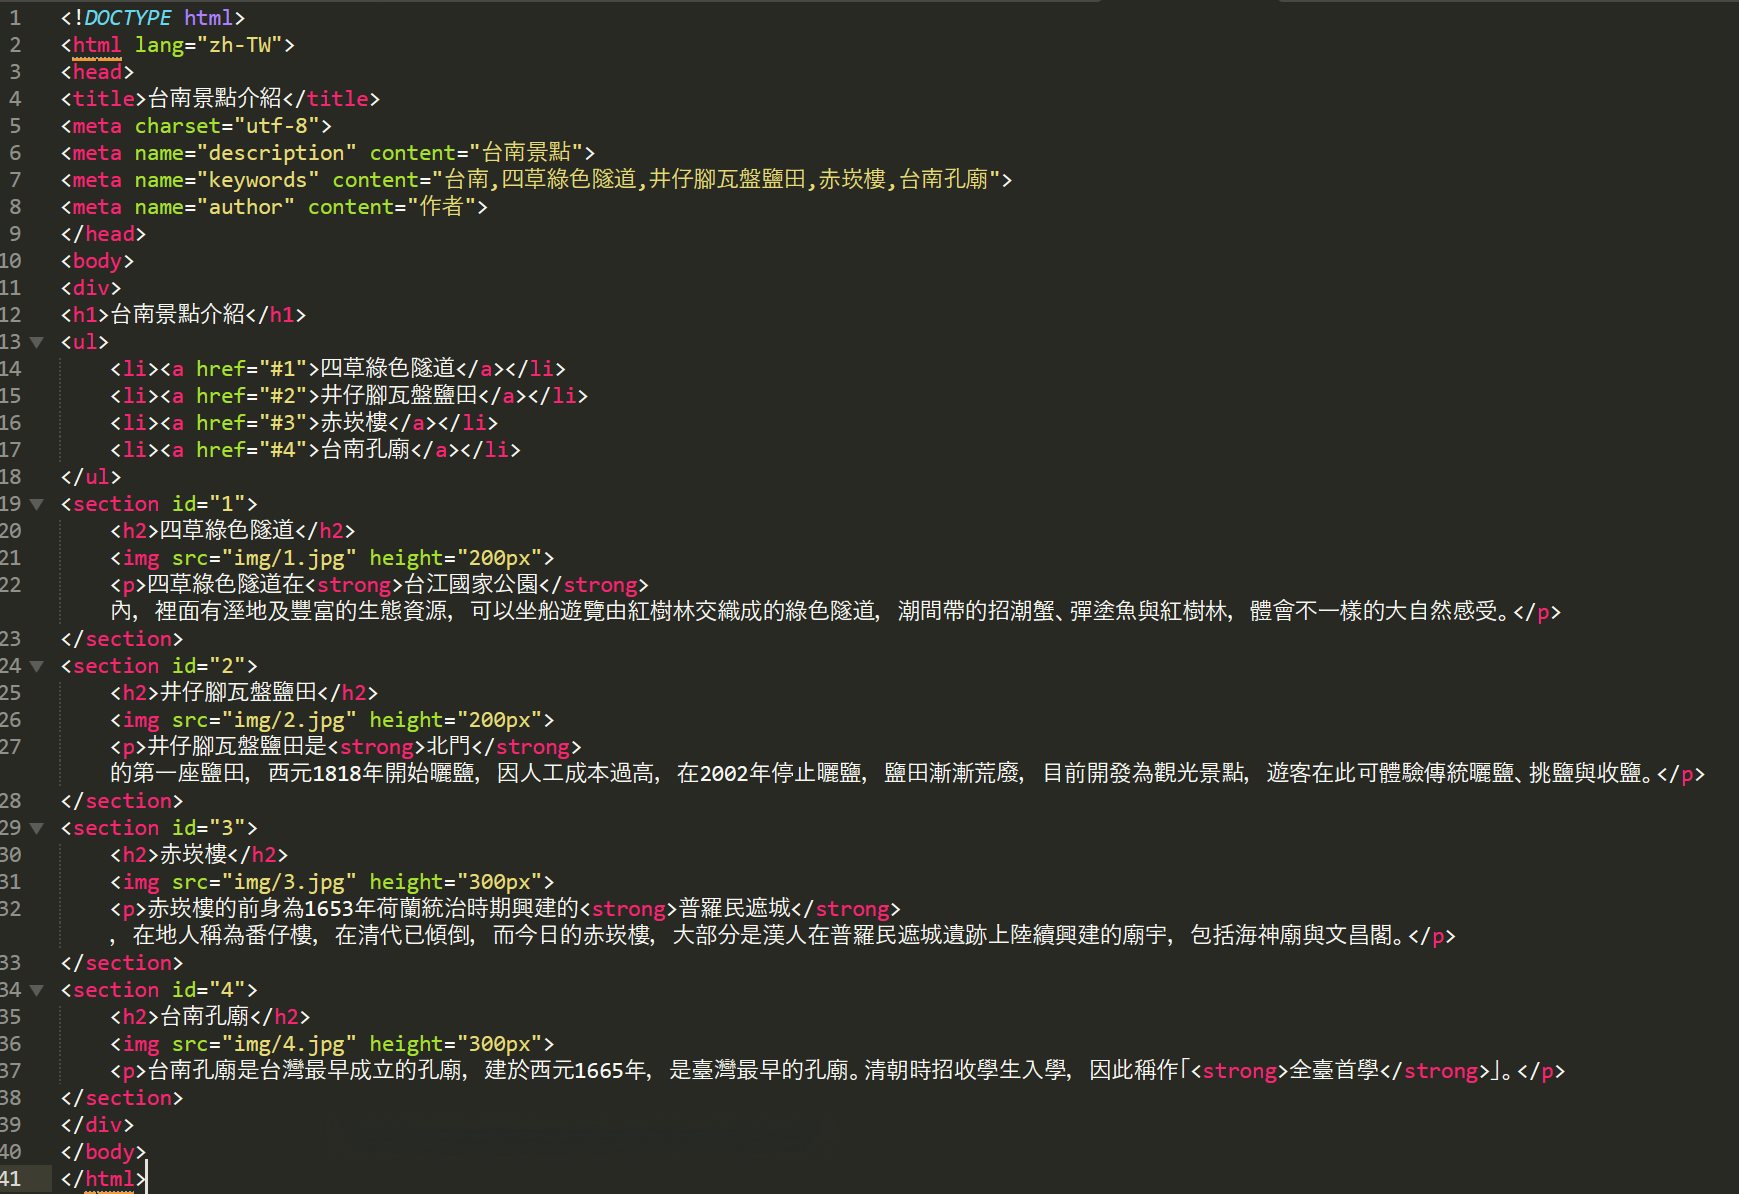 1 <!DOCTYPE html>
2 <html lang="zh-TW">
3 <head>
4 <title>台南景點介紹</title>
5 <meta charset="utf-8">
6 <meta name="description" content="台南景點">
7 <meta name="keywords" content="台南,四草綠色隧道,井仔腳瓦盤鹽田,赤崁樓,台南孔廟">
8 <meta name="author" content="作者">
9 </head>
10 <body>
11 <div>
12 <h1>台南景點介紹</h1>
13 <ul>
14 <li><a href="#1">四草綠色隧道</a></li>
15 <li><a href="#2">井仔腳瓦盤鹽田</a></li>
16 <li><a href="#3">赤崁樓</a></li>
17 <li><a href="#4">台南孔廟</a></li>
18 </ul>
19 <section id="1">
20 <h2>四草綠色隧道</h2>
21 <img src="img/1.jpg" height="200px">
22 <p>四草綠色隧道在<strong>台江國家公園</strong>
內，裡面有溼地及豐富的生態資源，可以坐船遊覽由紅樹林交織成的綠色隧道，潮間帶的招潮蟹、彈塗魚與紅樹林，體會不一樣的大自然感受。</p>
23 </section>
24 <section id="2">
25 <h2>井仔腳瓦盤鹽田</h2>
26 <img src="img/2.jpg" height="200px">
27 <p>井仔腳瓦盤鹽田是<strong>北門</strong>
的第一座鹽田，西元1818年開始曬鹽，因人工成本過高，在2002年停止曬鹽，鹽田漸漸荒廢，目前開發為觀光景點，遊客在此可體驗傳統曬鹽、挑鹽與收鹽。</p>
28 </section>
29 <section id="3">
30 <h2>赤崁樓</h2>
31 <img src="img/3.jpg" height="300px">
32 <p>赤崁樓的前身為1653年荷蘭統治時期興建的<strong>普羅民遮城</strong>
，在地人稱為番仔樓，在清代已傾倒，而今日的赤崁樓，大部分是漢人在普羅民遮城遺跡上陸續興建的廟宇，包括海神廟與文昌閣。</p>
33 </section>
34 <section id="4">
35 <h2>台南孔廟</h2>
36 <img src="img/4.jpg" height="300px">
37 <p>台南孔廟是台灣最早成立的孔廟，建於西元1665年，是臺灣最早的孔廟。清朝時招收學生入學，因此稱作「<strong>全臺首學</strong>」。</p>
38 </section>
39 </div>
40 </body>
41 </html>